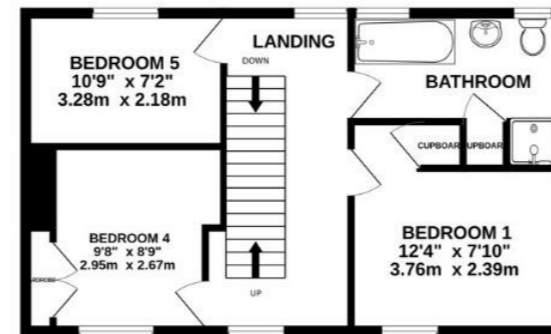 LANDING
DOWN
BEDROOM 5
10'9" x 7'2"
3.28m x 2.18m
BATHROOM
CUPBOAR
UPBOAR
BEDROOM 4
9'8" x 8'9"
2.95m x 2.67m
BEDROOM 1
12'4" x 7'10"
3.76m x 2.39m
UP